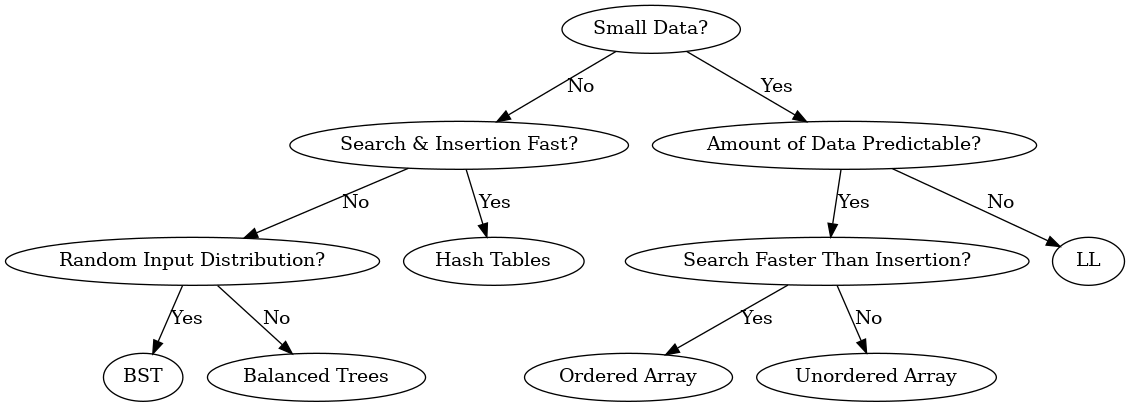 Small Data?
No
Yes
Search & Insertion Fast?
Amount of Data Predictable?
No
Yes
Yes
No
Random Input Distribution?
Hash Tables
Search Faster Than Insertion?
LL
Yes
No
Yes
No
BST
Balanced Trees
Ordered Array
Unordered Array